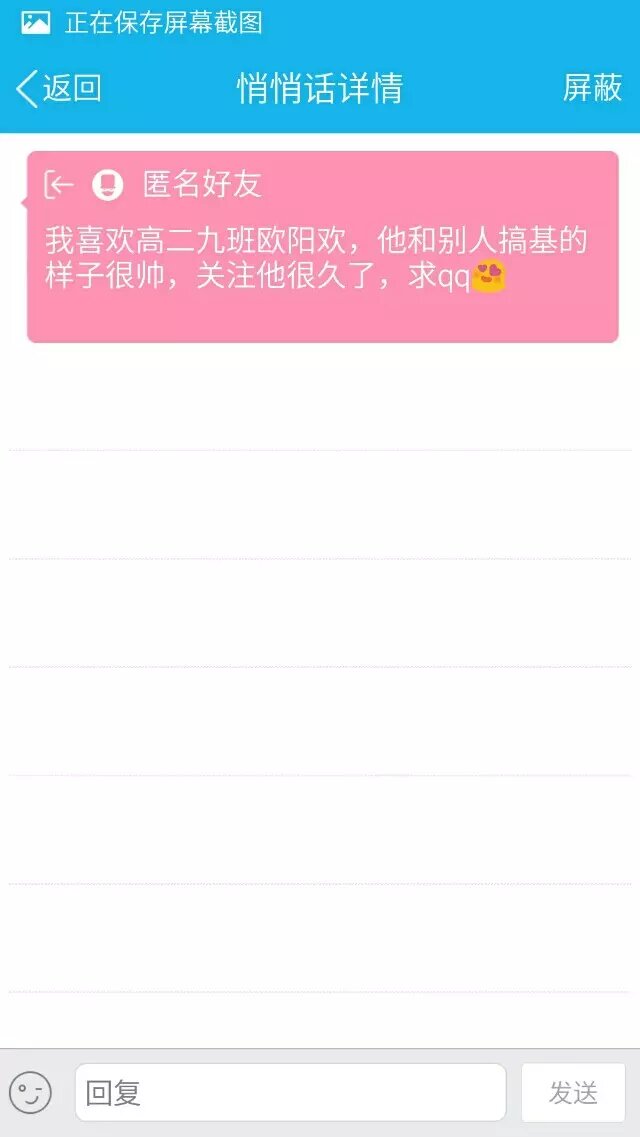 正在保存屏幕截图
返回 悄悄话详情 屏蔽
匿名好友
我喜欢高二九班欧阳欢，他和别人搞基的
样子很帅，关注他很久了，求qq😍
回复 发送